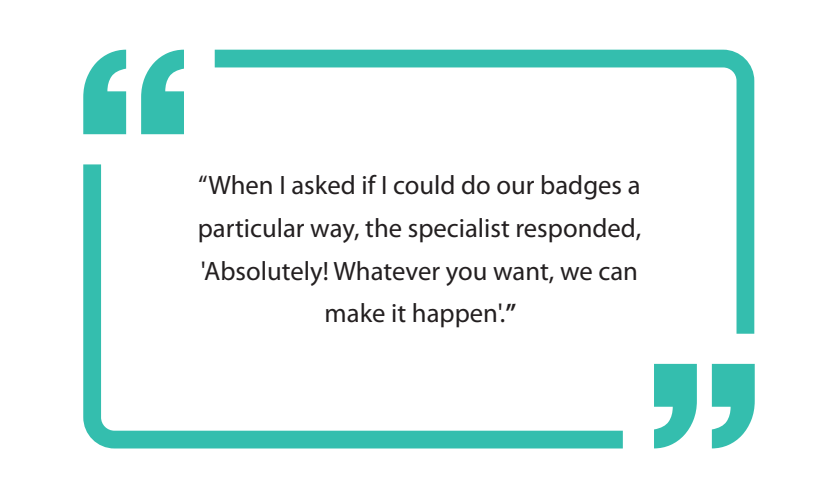 “When I asked if I could do our badges a
particular way, the specialist responded,
'Absolutely! Whatever you want, we can
make it happen'.”